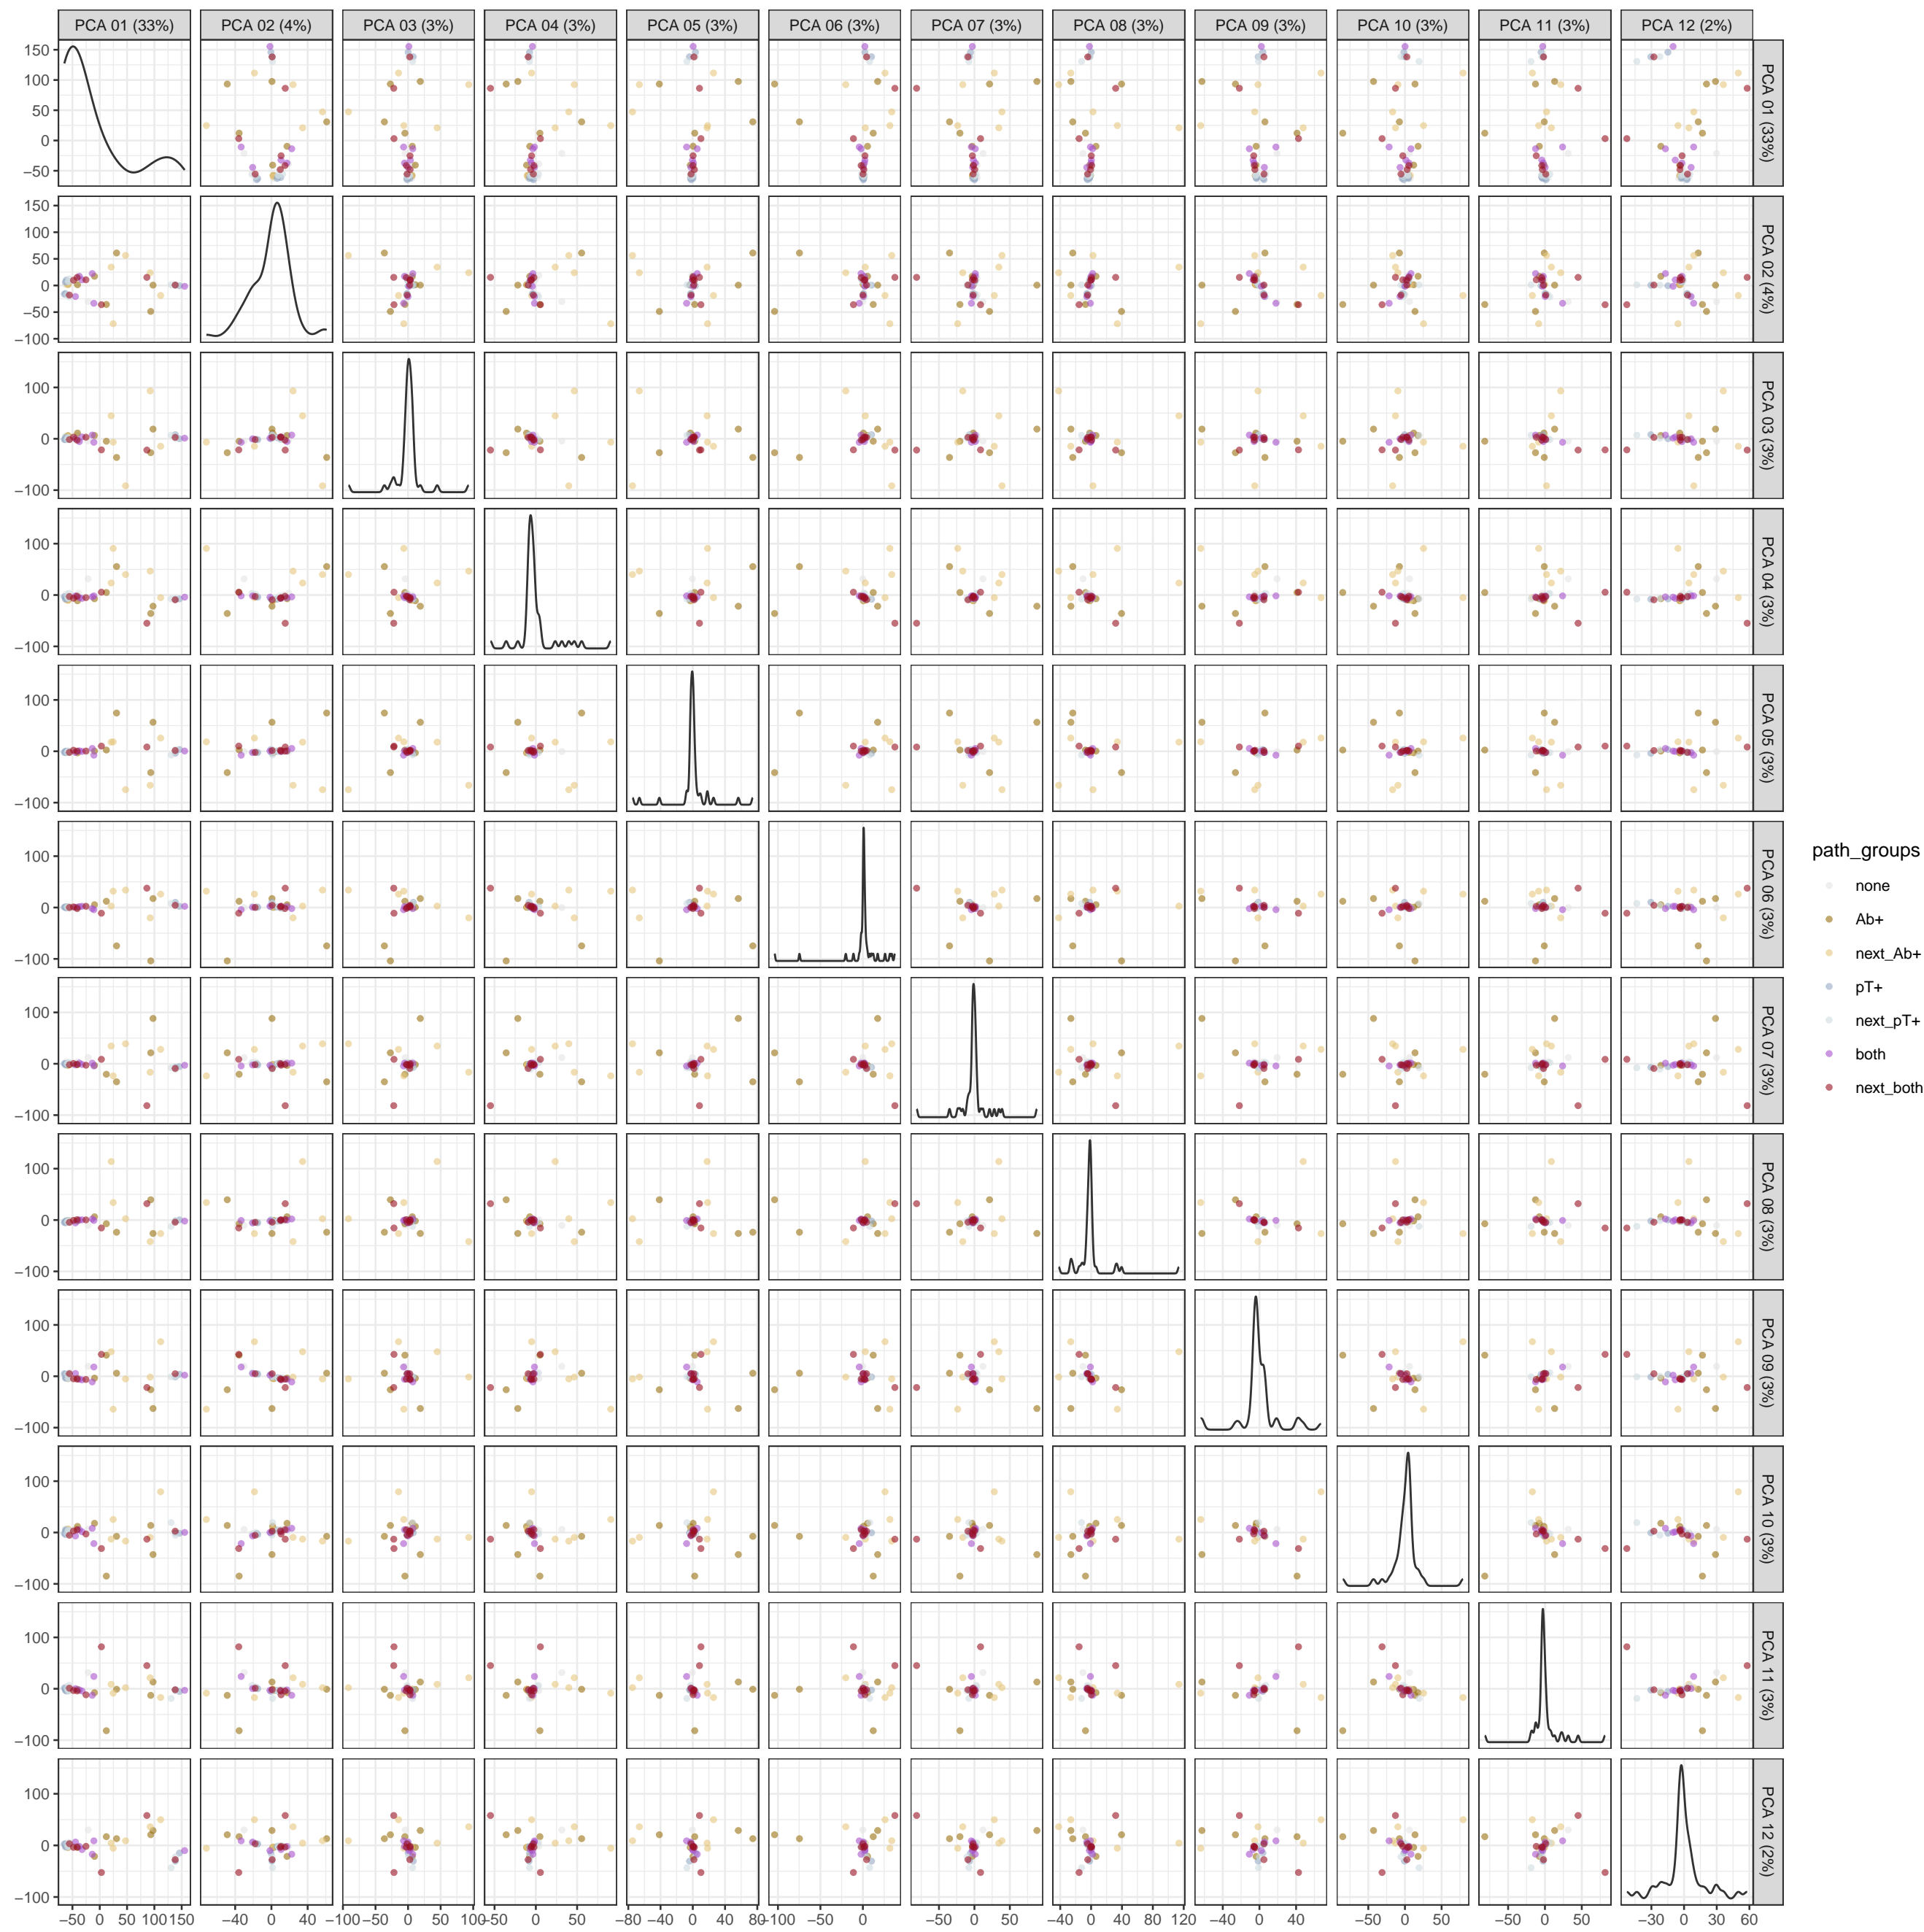 PCA 01 (33%) PCA 02 (4%) PCA 03 (3%) PCA 04 (3%) PCA 05 (3%) PCA 06 (3%) PCA 07 (3%) PCA 08 (3%) PCA 09 (3%) PCA 10 (3%) PCA 11 (3%) PCA 12 (2%)
150
100
50
0
−50
PCA 01 (33%)
150
100
50
0
−50
−100
PCA 02 (4%)
100
0
−100
PCA 03 (3%)
100
0
−100
PCA 04 (3%)
100
0
−100
PCA 05 (3%)
100
0
−100
PCA 06 (3%)
100
0
−100
PCA 07 (3%)
100
0
−100
PCA 08 (3%)
100
0
−100
PCA 09 (3%)
100
0
−100
PCA 10 (3%)
100
0
−100
PCA 11 (3%)
100
0
−100
PCA 12 (2%)
−50 0 50 100 150 −40 0 40 −100 −50 0 50 100 −50 0 50 −80 −40 0 40 80 −100 −50 0 −50 0 50 −40 0 40 80 120 −40 0 40 −50 0 50 −50 0 50 −30 0 30 60
path_groups
none
Ab+
next_Ab+
pT+
next_pT+
both
next_both